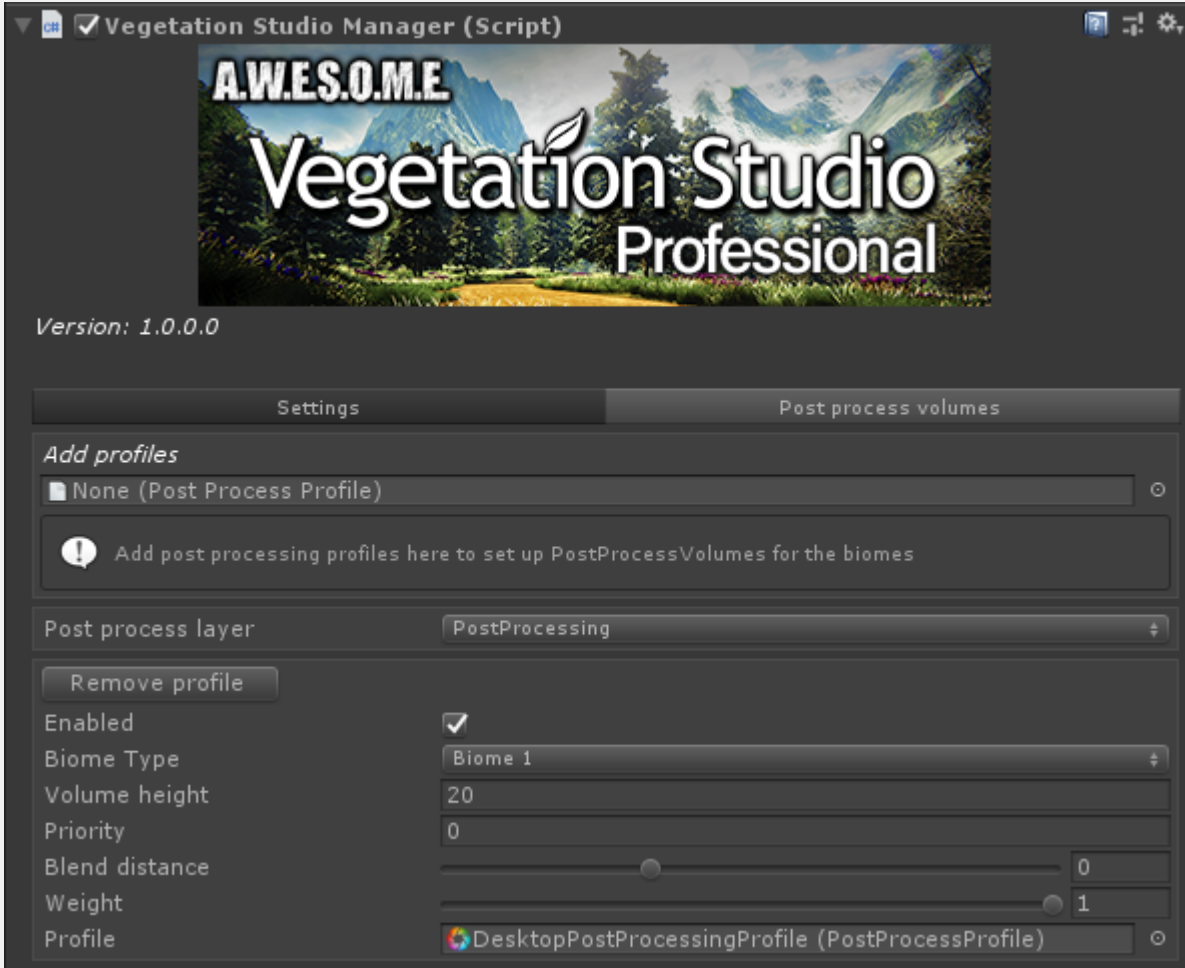 Vegetation Studio Manager (Script)
A.W.E.S.O.M.E.
Vegetation Studio
Professional
Version: 1.0.0.0
Settings Post process volumes
Add profiles
None (Post Process Profile)
Add post processing profiles here to set up PostProcessVolumes for the biomes
Post process layer PostProcessing
Remove profile
Enabled
Biome Type Biome 1
Volume height 20
Priority 0
Blend distance 0
Weight 1
Profile DesktopPostProcessingProfile (PostProcessProfile)